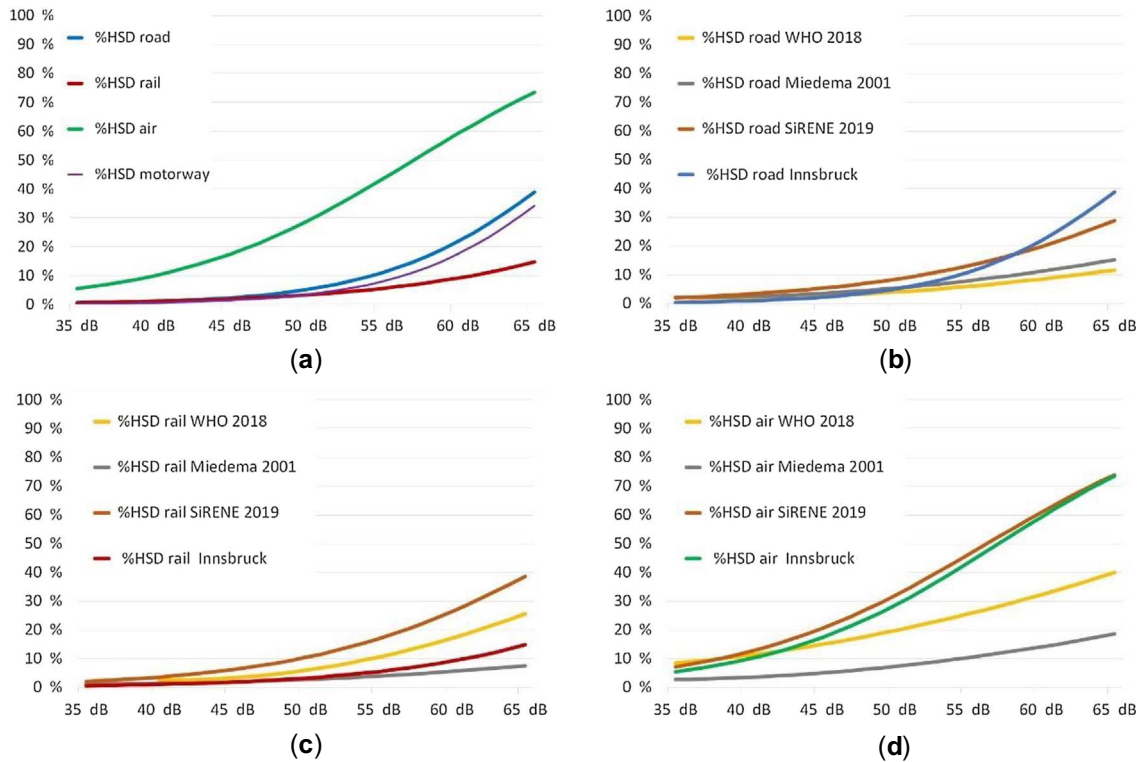 100 %
90 %
80 %
70 %
60 %
50 %
40 %
30 %
20 %
10 %
0 %
%HSD road
%HSD rail
%HSD air
%HSD motorway
35 dB 40 dB 45 dB 50 dB 55 dB 60 dB 65 dB
(a)
100 %
90 %
80 %
70 %
60 %
50 %
40 %
30 %
20 %
10 %
0 %
%HSD road WHO 2018
%HSD road Miedema 2001
%HSD road SiRENE 2019
%HSD road Innsbruck
35 dB 40 dB 45 dB 50 dB 55 dB 60 dB 65 dB
(b)
100 %
90 %
80 %
70 %
60 %
50 %
40 %
30 %
20 %
10 %
0 %
%HSD rail WHO 2018
%HSD rail Miedema 2001
%HSD rail SiRENE 2019
%HSD rail Innsbruck
35 dB 40 dB 45 dB 50 dB 55 dB 60 dB 65 dB
(c)
100 %
90 %
80 %
70 %
60 %
50 %
40 %
30 %
20 %
10 %
0 %
%HSD air WHO 2018
%HSD air Miedema 2001
%HSD air SiRENE 2019
%HSD air Innsbruck
35 dB 40 dB 45 dB 50 dB 55 dB 60 dB 65 dB
(d)